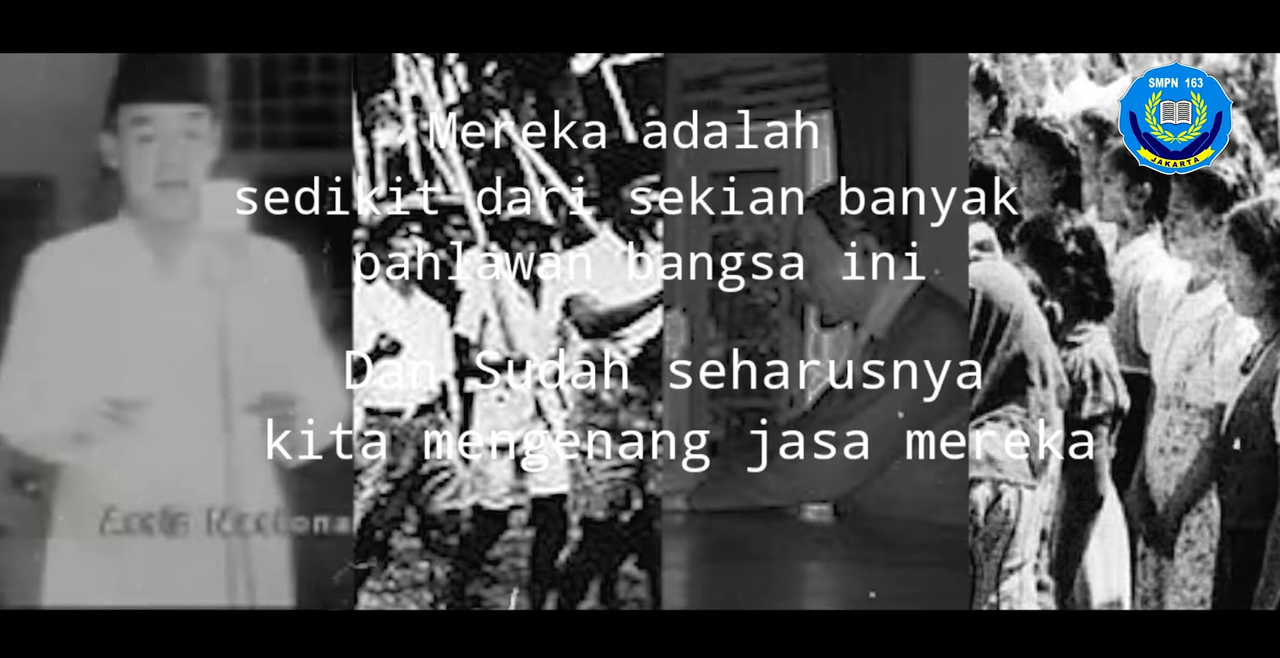 SMPN 163
JAKARTA
Mereka adalah
sedikit dari sekian banyak
pahlawan bangsa ini
Dan Sudah seharusnya
kita mengenang jasa mereka